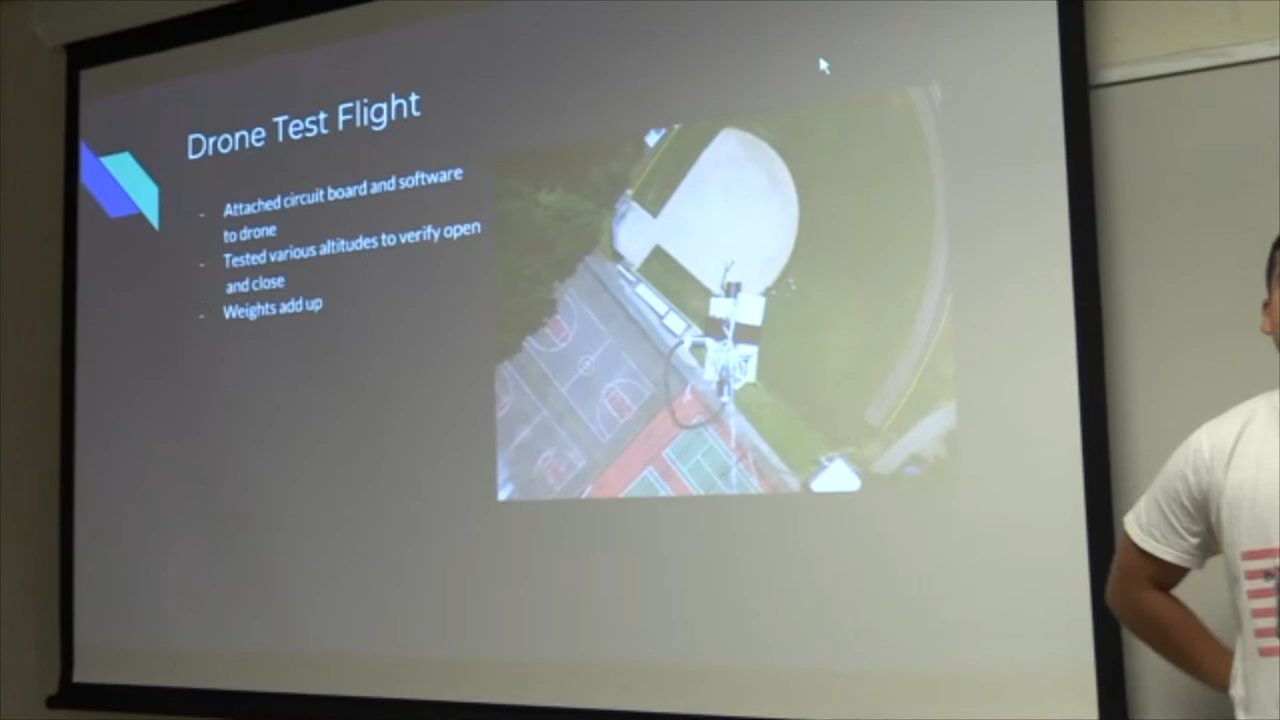 Drone Test Flight
- Attached circuit board and software
to drone
- Tested various altitudes to verify open
and close
- Weights add up